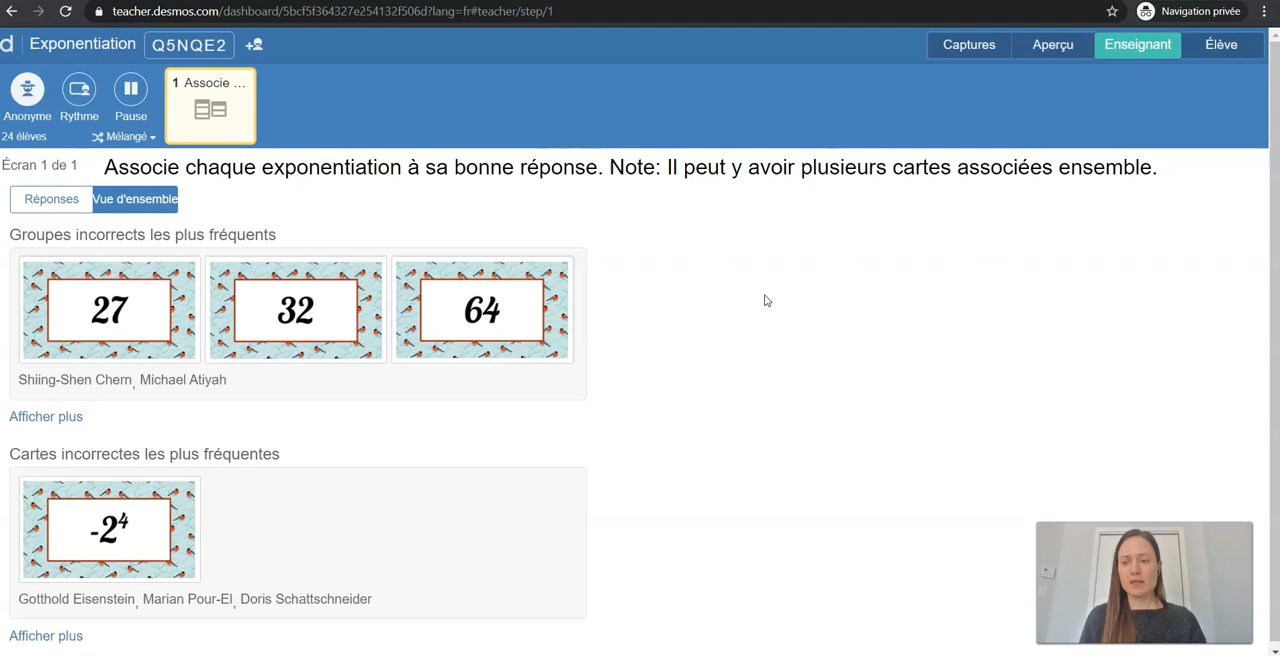 teacher.desmos.com/dashboard/5bcf5f364327e254132f506d?lang=fr#teacher/step/1
Navigation privée
d Exponentiation Q5NQE2
Captures Aperçu Enseignant Élève
1 Associe ...
Anonyme Rythme Pause
24 élèves Mélangé
Écran 1 de 1 Associe chaque exponentiation à sa bonne réponse. Note: Il peut y avoir plusieurs cartes associées ensemble.
Réponses Vue d'ensemble
Groupes incorrects les plus fréquents
27 32 64
Shiing-Shen Chern, Michael Atiyah
Afficher plus
Cartes incorrectes les plus fréquentes
-2⁴
Gotthold Eisenstein, Marian Pour-El, Doris Schattschneider
Afficher plus